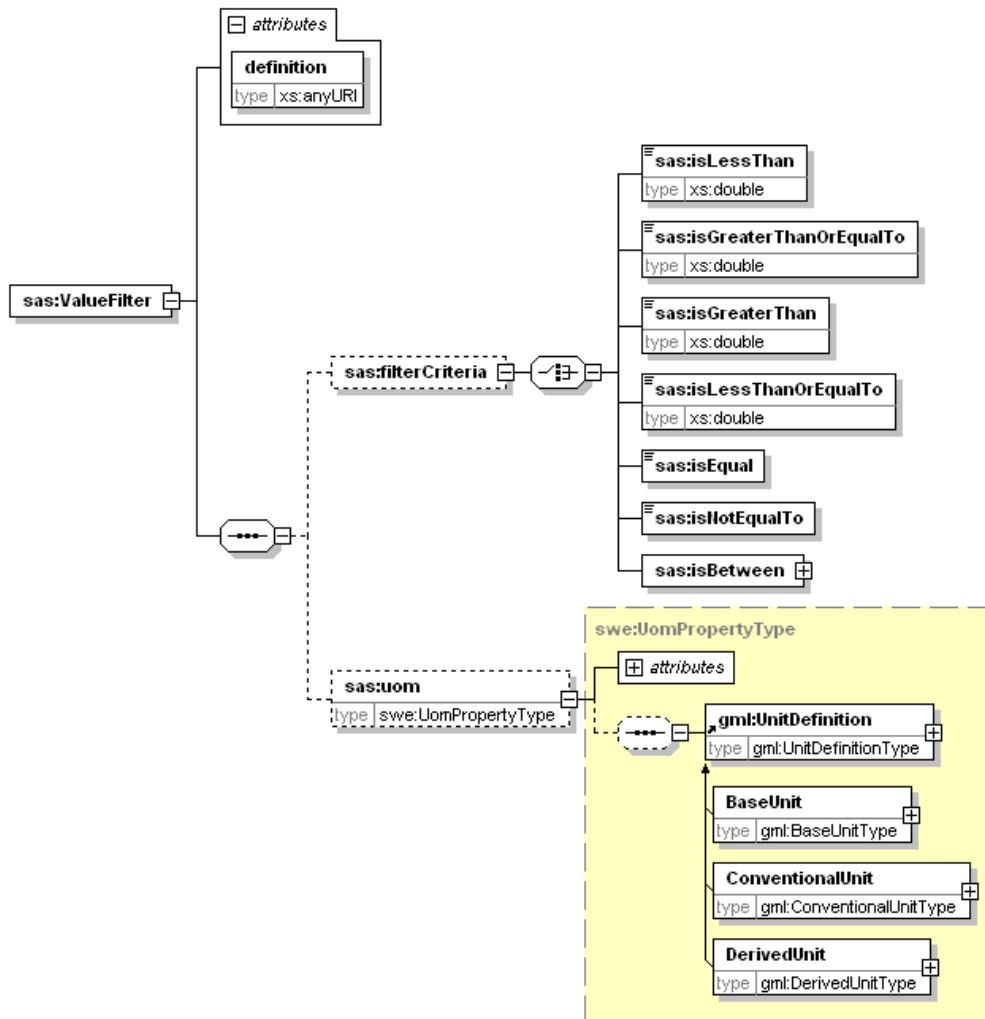 attributes
definition
type xs:anyURI
sas:isLessThan
type xs:double
sas:isGreaterThanOrEqualTo
type xs:double
sas:ValueFilter
sas:isGreaterThan
type xs:double
sas:filterCriteria
sas:isLessThanOrEqualTo
type xs:double
sas:isEqual
sas:isNotEqualTo
sas:isBetween
swe:UomPropertyType
attributes
sas:uom
type swe:UomPropertyType
gml:UnitDefinition
type gml:UnitDefinitionType
BaseUnit
type gml:BaseUnitType
ConventionalUnit
type gml:ConventionalUnitType
DerivedUnit
type gml:DerivedUnitType